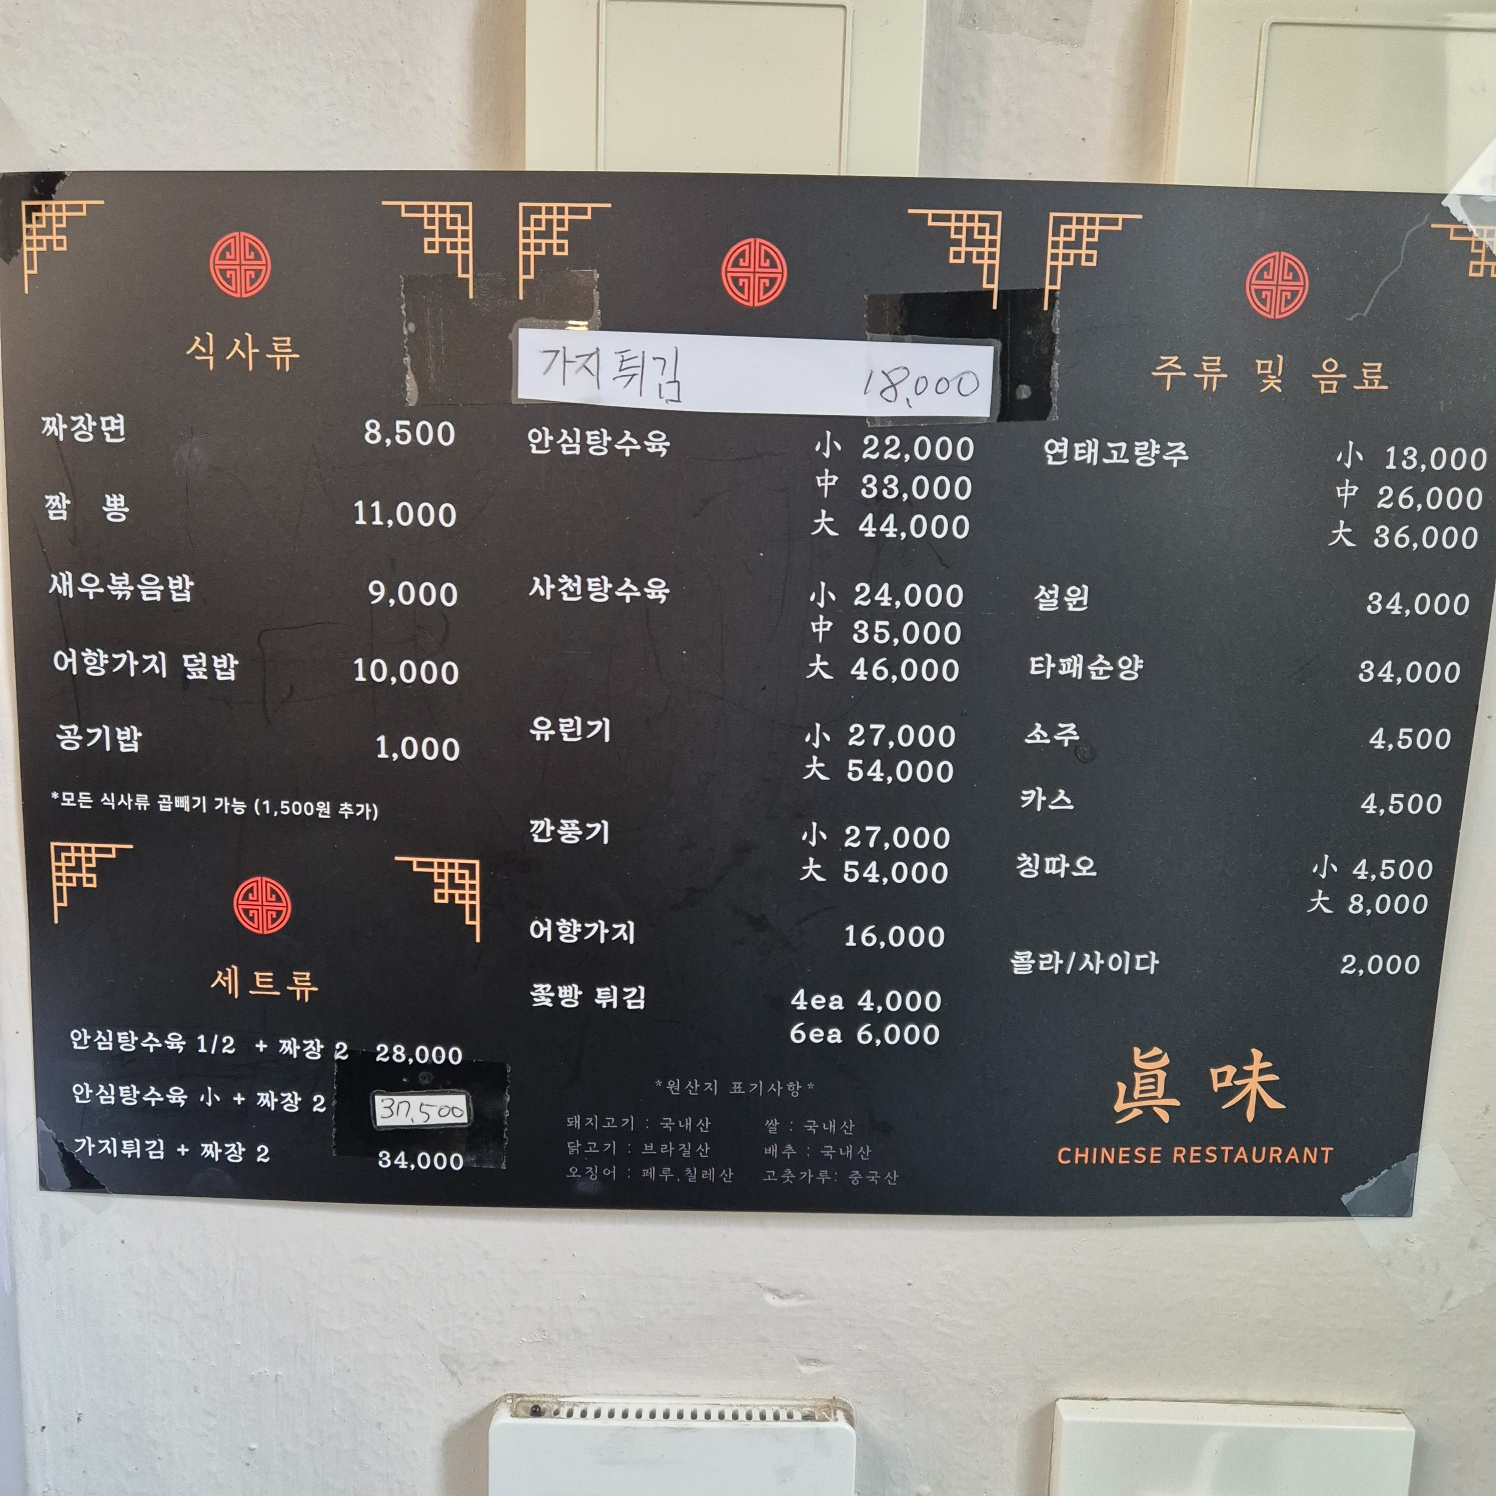 식사류
짜장면 8,500
짬 뽕 11,000
새우볶음밥 9,000
어향가지 덮밥 10,000
공기밥 1,000
*모든 식사류 곱빼기 가능 (1,500원 추가)
세트류
안심탕수육 1/2 + 짜장 2 28,000
안심탕수육 小 + 짜장 2 37,500
가지튀김 + 짜장 2 34,000
가지튀김 18,000
안심탕수육 小 22,000
中 33,000
大 44,000
사천탕수육 小 24,000
中 35,000
大 46,000
유린기 小 27,000
大 54,000
깐풍기 小 27,000
大 54,000
어향가지 16,000
꽃빵 튀김 4ea 4,000
6ea 6,000
*원산지 표기사항*
돼지고기 : 국내산 쌀 : 국내산
닭고기 : 브라질산 배추 : 국내산
오징어 : 페루,칠레산 고춧가루: 중국산
주류 및 음료
연태고량주 小 13,000
中 26,000
大 36,000
설원 34,000
타패순양 34,000
소주 4,500
카스 4,500
칭따오 小 4,500
大 8,000
콜라/사이다 2,000
眞味
CHINESE RESTAURANT